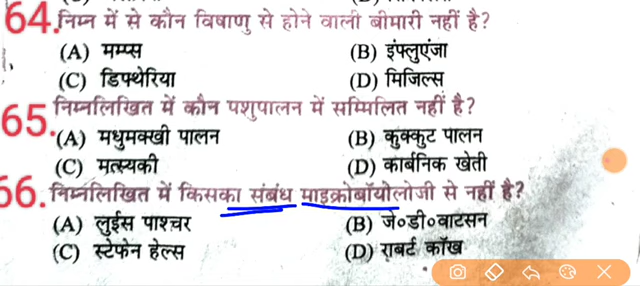 64. निम्न में से कौन विषाणु से होने वाली बीमारी नहीं है?
(A) मम्प्स (B) इंफ्लुएंजा
(C) डिफ्थेरिया (D) मिजिल्स
65. निम्नलिखित में कौन पशुपालन में सम्मिलित नहीं है?
(A) मधुमक्खी पालन (B) कुक्कुट पालन
(C) मत्स्यकी (D) कार्बनिक खेती
66. निम्नलिखित में किसका संबंध माइक्रोबॉयोलोजी से नहीं है?
(A) लुईस पाश्चर (B) जे०डी०वाटसन
(C) स्टेफेन हेल्स (D) राबर्ट कॉख